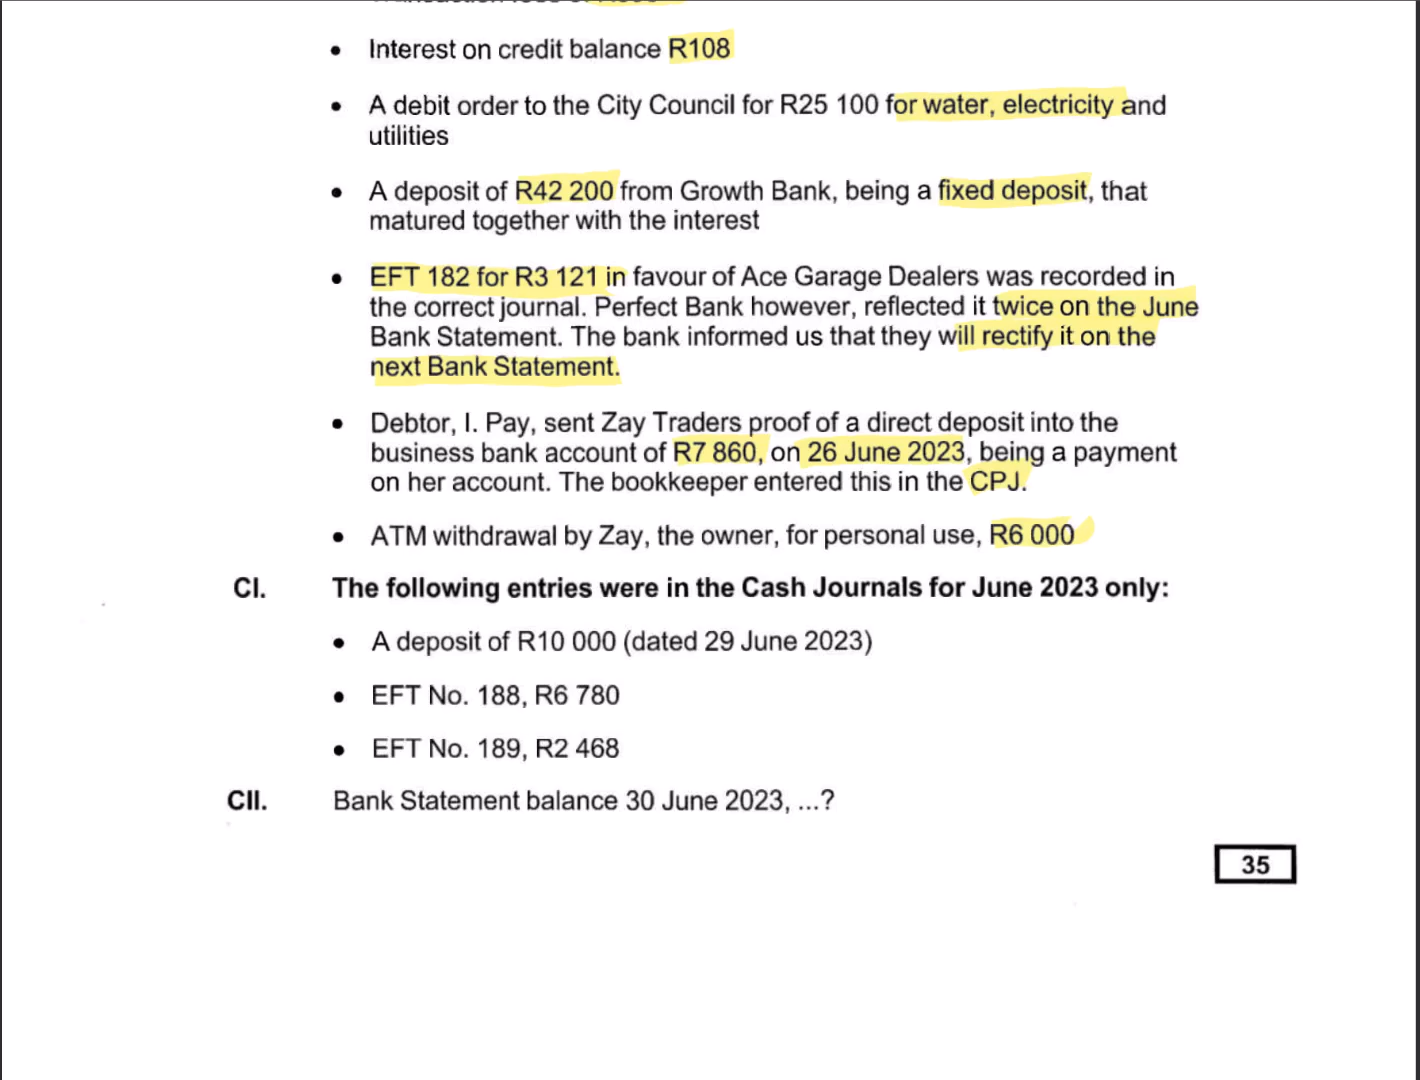 • Interest on credit balance R108
• A debit order to the City Council for R25 100 for water, electricity and
utilities
• A deposit of R42 200 from Growth Bank, being a fixed deposit, that
matured together with the interest
• EFT 182 for R3 121 in favour of Ace Garage Dealers was recorded in
the correct journal. Perfect Bank however, reflected it twice on the June
Bank Statement. The bank informed us that they will rectify it on the
next Bank Statement.
• Debtor, I. Pay, sent Zay Traders proof of a direct deposit into the
business bank account of R7 860, on 26 June 2023, being a payment
on her account. The bookkeeper entered this in the CPJ.
• ATM withdrawal by Zay, the owner, for personal use, R6 000
CI. The following entries were in the Cash Journals for June 2023 only:
• A deposit of R10 000 (dated 29 June 2023)
• EFT No. 188, R6 780
• EFT No. 189, R2 468
CII. Bank Statement balance 30 June 2023, ...?
35